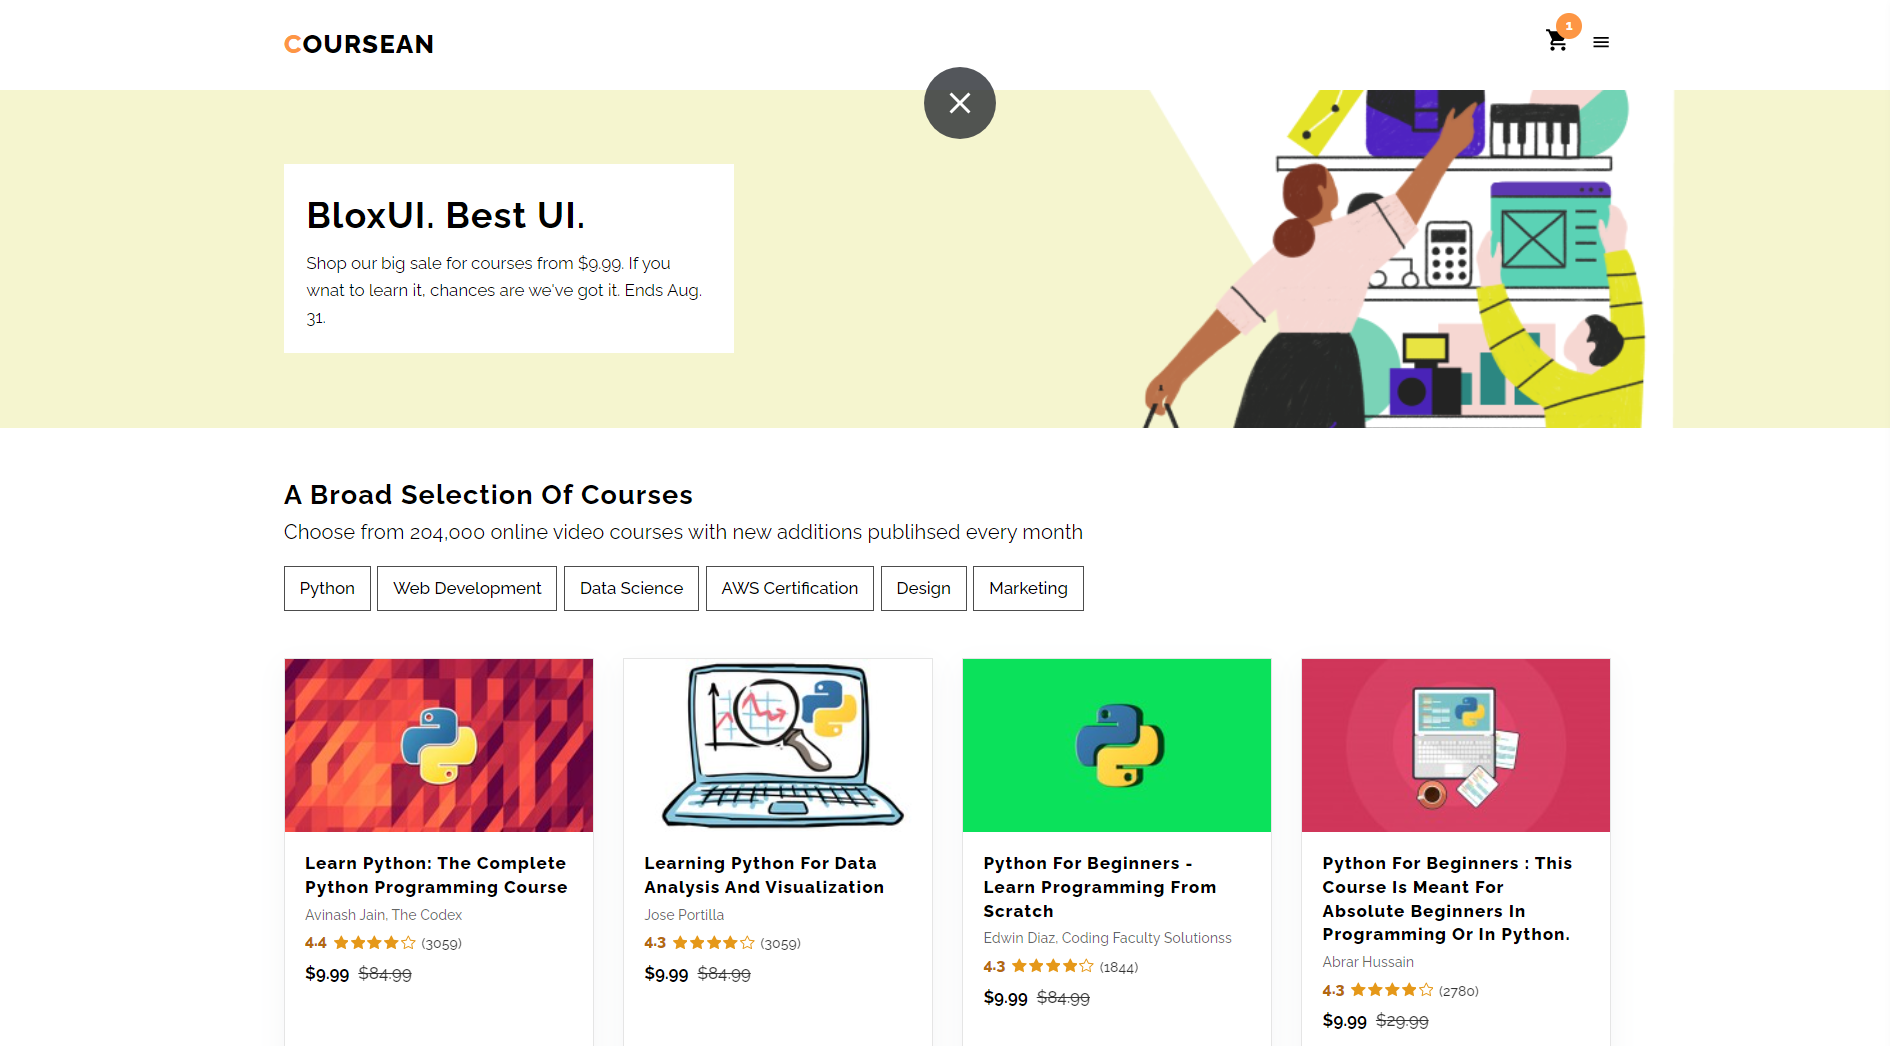 COURSEAN
1
BloxUI. Best UI.
Shop our big sale for courses from $9.99. If you
wnat to learn it, chances are we've got it. Ends Aug.
31.
A Broad Selection Of Courses
Choose from 204,000 online video courses with new additions publihsed every month
Python
Web Development
Data Science
AWS Certification
Design
Marketing
Learn Python: The Complete
Python Programming Course
Avinash Jain, The Codex
4.4 (3059)
$9.99 $84.99
Learning Python For Data
Analysis And Visualization
Jose Portilla
4.3 (3059)
$9.99 $84.99
Python For Beginners -
Learn Programming From
Scratch
Edwin Diaz, Coding Faculty Solutionss
4.3 (1844)
$9.99 $84.99
Python For Beginners : This
Course Is Meant For
Absolute Beginners In
Programming Or In Python.
Abrar Hussain
4.3 (2780)
$9.99 $29.99